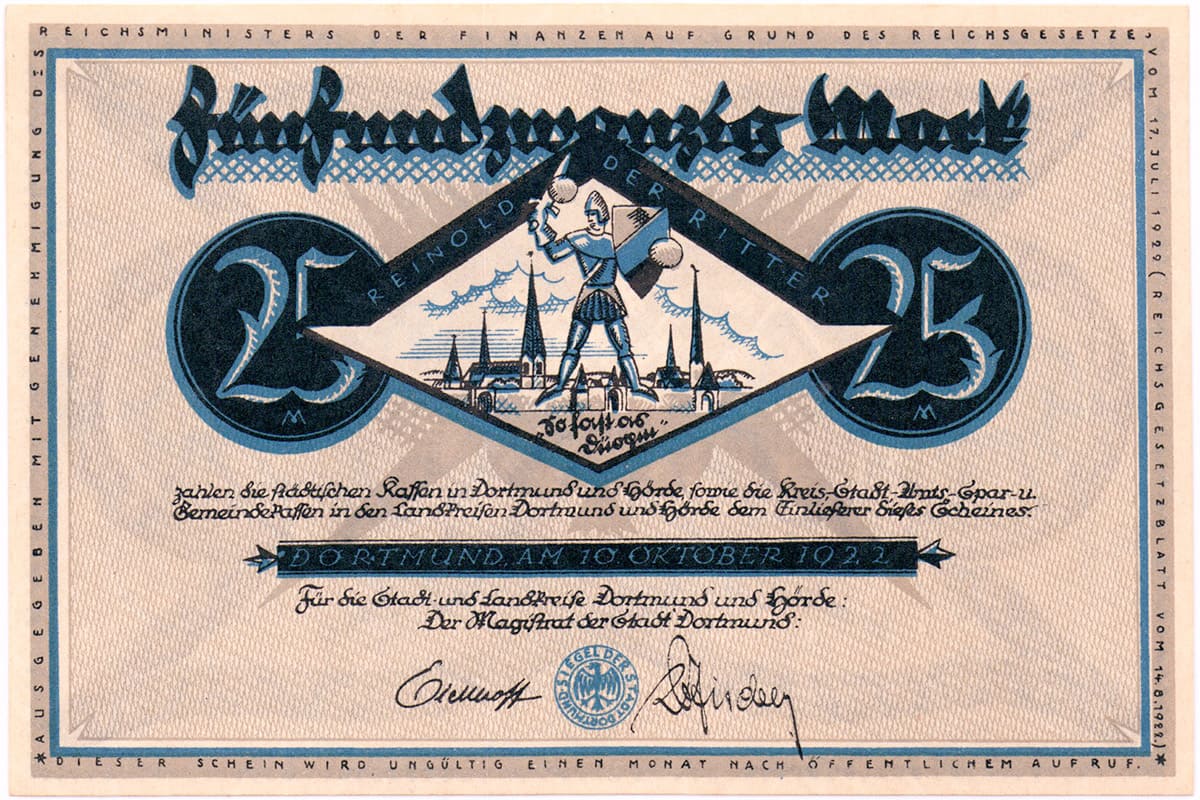 *AUSGEGEBEN MIT GENEHMIGUNG DES
REICHSMINISTERS DER FINANZEN AUF GRUND DES REICHSGESETZES
VOM 17. JULI 1922 (REICHSGESETZBLATT VOM 14.8.1922.)*
Fünfundzwanzig Mark
REINOLD DER RITTER
25 25
M M
"So fast as
Düöpm"
zahlen die städtischen Kassen in Dortmund und Hörde, sowie die Kreis-Stadt-Amts-Spar-u.
Gemeindekassen in den Landkreisen Dortmund und Hörde dem Einlieferer dieses Scheines.
DORTMUND, AM 10. OKTOBER 1922
Für die Stadt- und Landkreise Dortmund und Hörde:
Der Magistrat der Stadt Dortmund:
SIEGEL DER STADT DORTMUND
DIESER SCHEIN WIRD UNGÜLTIG EINEN MONAT NACH ÖFFENTLICHEM AUFRUF.